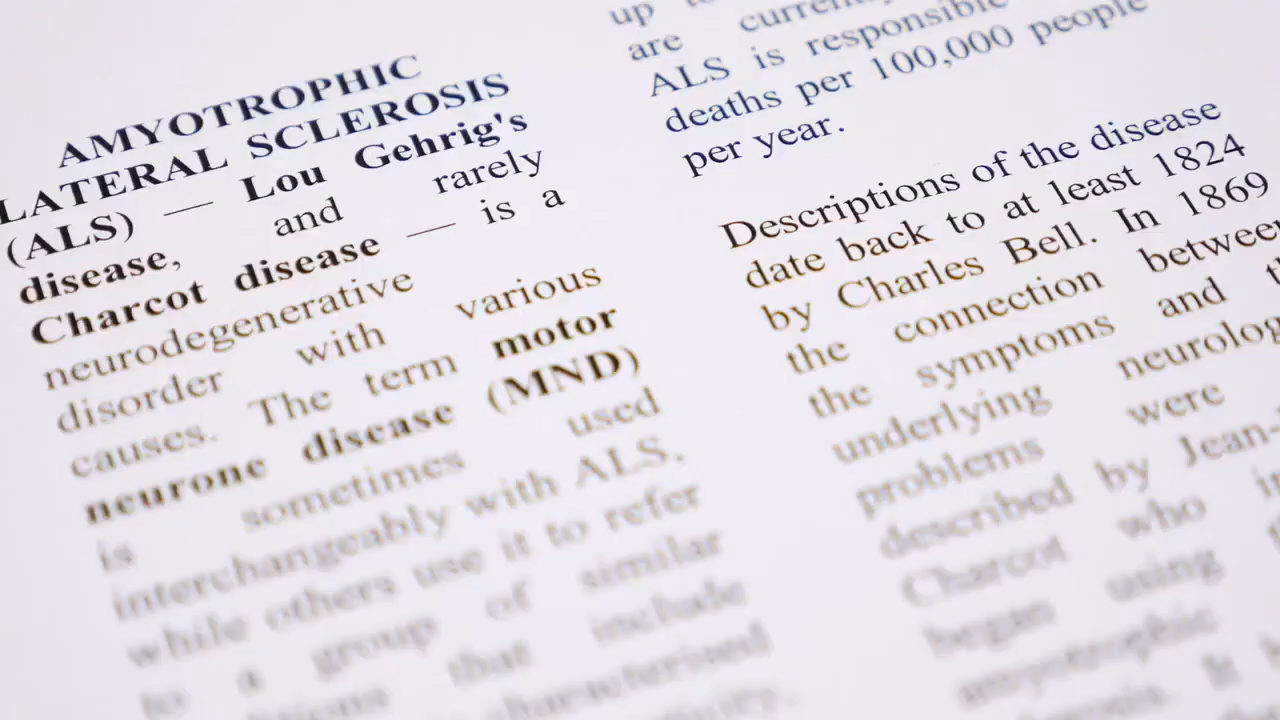 AMYOTROPHIC
LATERAL SCLEROSIS
(ALS) — Lou Gehrig's
disease, and rarely
Charcot disease — is a
neurodegenerative
disorder with various
causes. The term motor
neurone disease (MND)
is sometimes used
interchangeably with ALS,
while others use it to refer
to a group of similar
that include
up
are
ALS is responsible
deaths per 100,000 people
per year.
Descriptions of the disease
date back to at least 1824
by Charles Bell. In 1869
the connection between
the symptoms and
underlying
problems were
described by Jean-
Charcot who
began using
amyotrophic